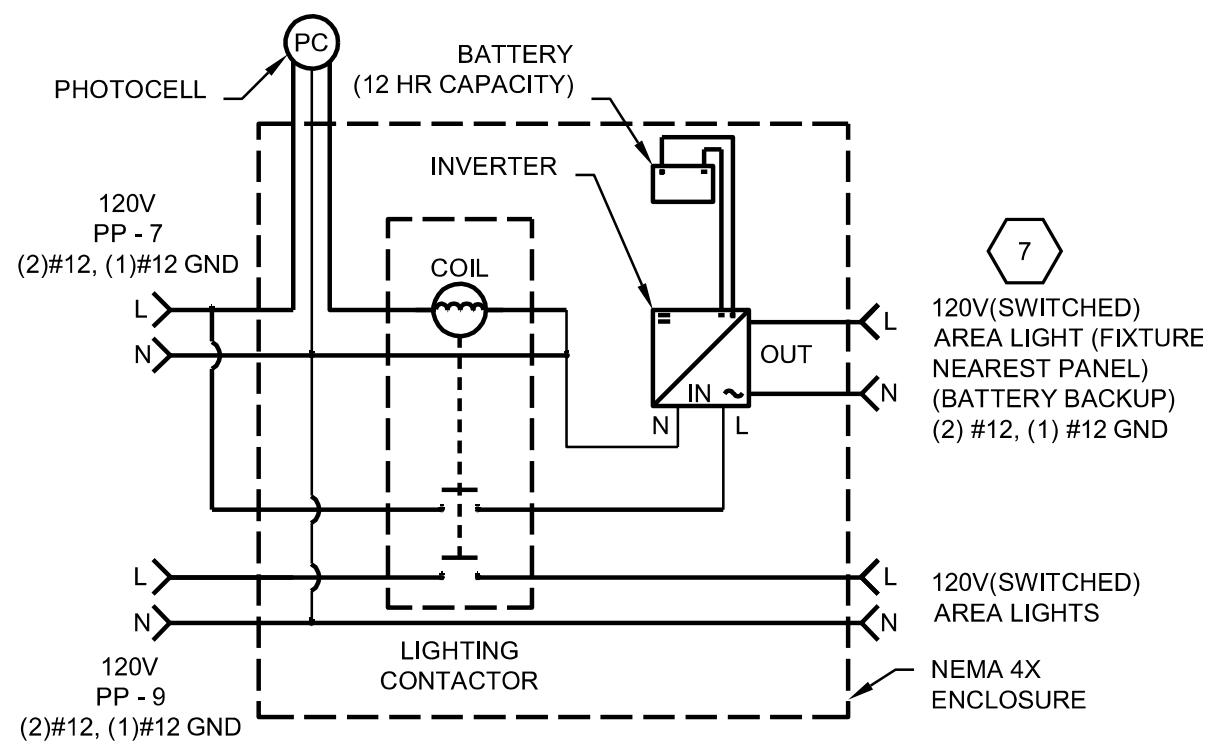 PC
PHOTOCELL
BATTERY
(12 HR CAPACITY)
INVERTER
120V
PP - 7
(2)#12, (1)#12 GND
L
N
COIL
OUT
IN
N
L
7
L
N
120V(SWITCHED)
AREA LIGHT (FIXTURE
NEAREST PANEL)
(BATTERY BACKUP)
(2) #12, (1) #12 GND
L
N
120V
PP - 9
(2)#12, (1)#12 GND
LIGHTING
CONTACTOR
L
N
120V(SWITCHED)
AREA LIGHTS
NEMA 4X
ENCLOSURE